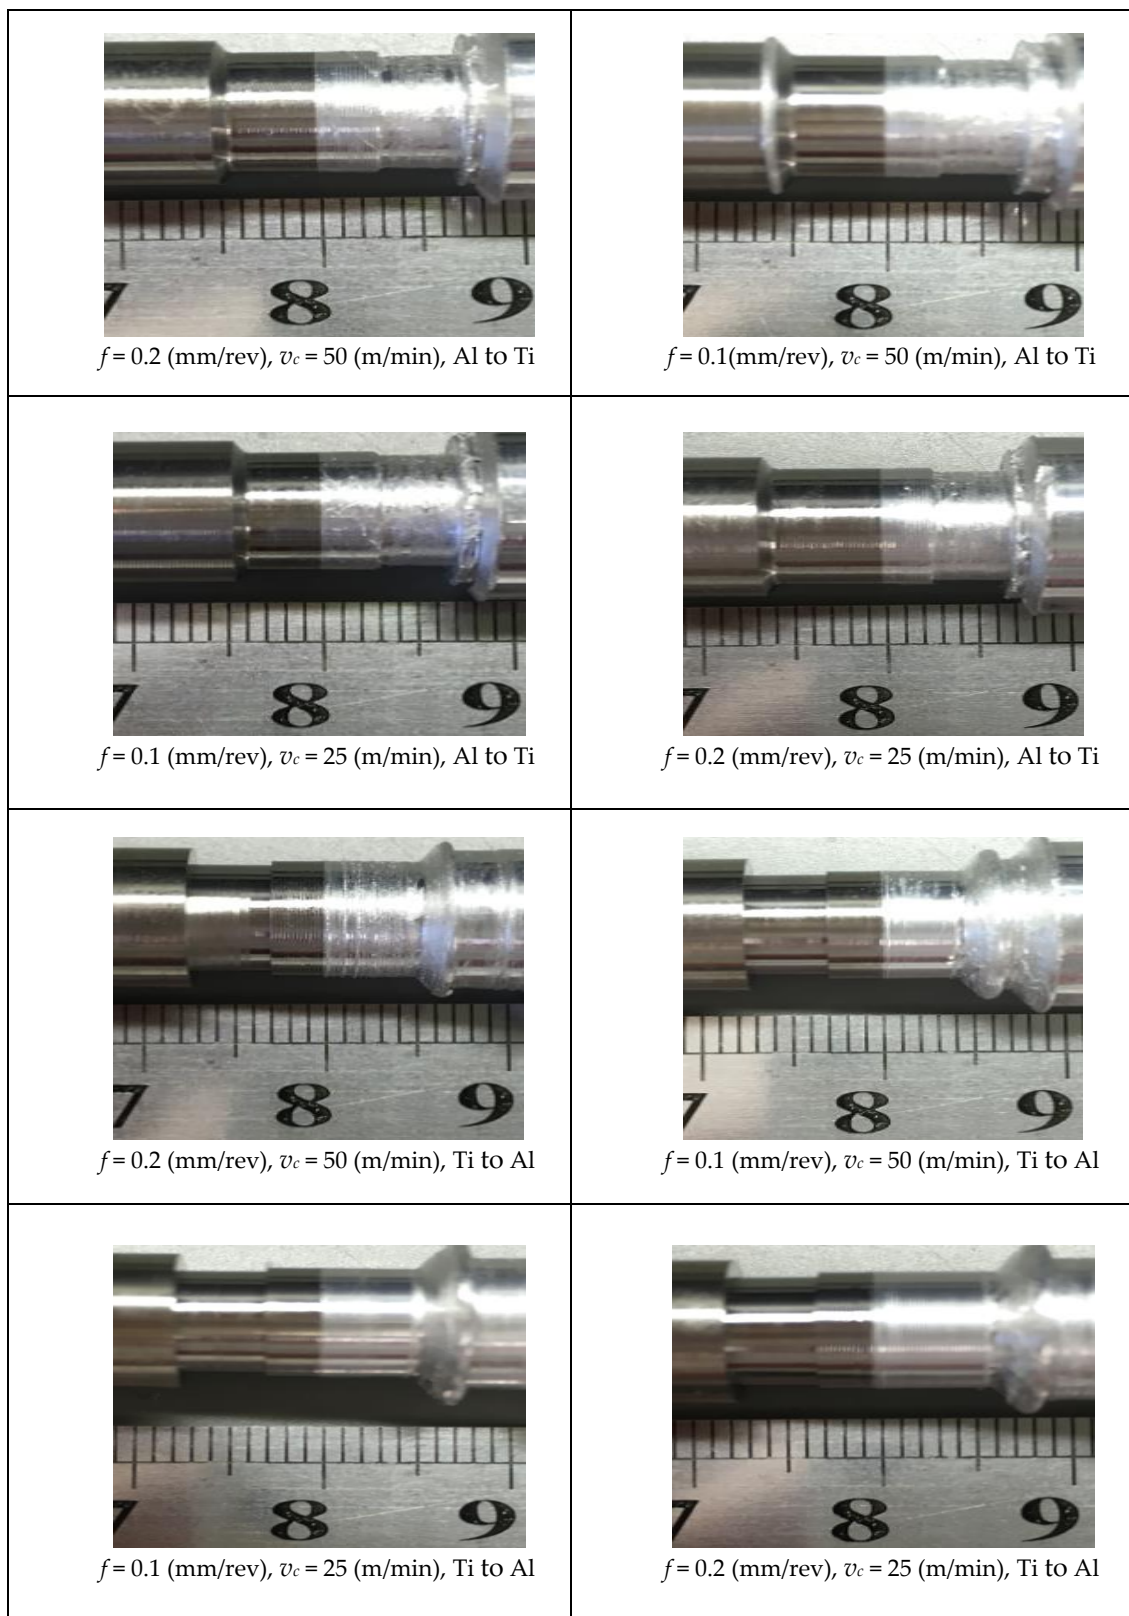 7 8 9
7 8 9
f = 0.2 (mm/rev), vc = 50 (m/min), Al to Ti
f = 0.1(mm/rev), vc = 50 (m/min), Al to Ti
7 8 9
7 8 9
f = 0.1 (mm/rev), vc = 25 (m/min), Al to Ti
f = 0.2 (mm/rev), vc = 25 (m/min), Al to Ti
7 8 9
7 8 9
f = 0.2 (mm/rev), vc = 50 (m/min), Ti to Al
f = 0.1 (mm/rev), vc = 50 (m/min), Ti to Al
7 8 9
7 8 9
f = 0.1 (mm/rev), vc = 25 (m/min), Ti to Al
f = 0.2 (mm/rev), vc = 25 (m/min), Ti to Al